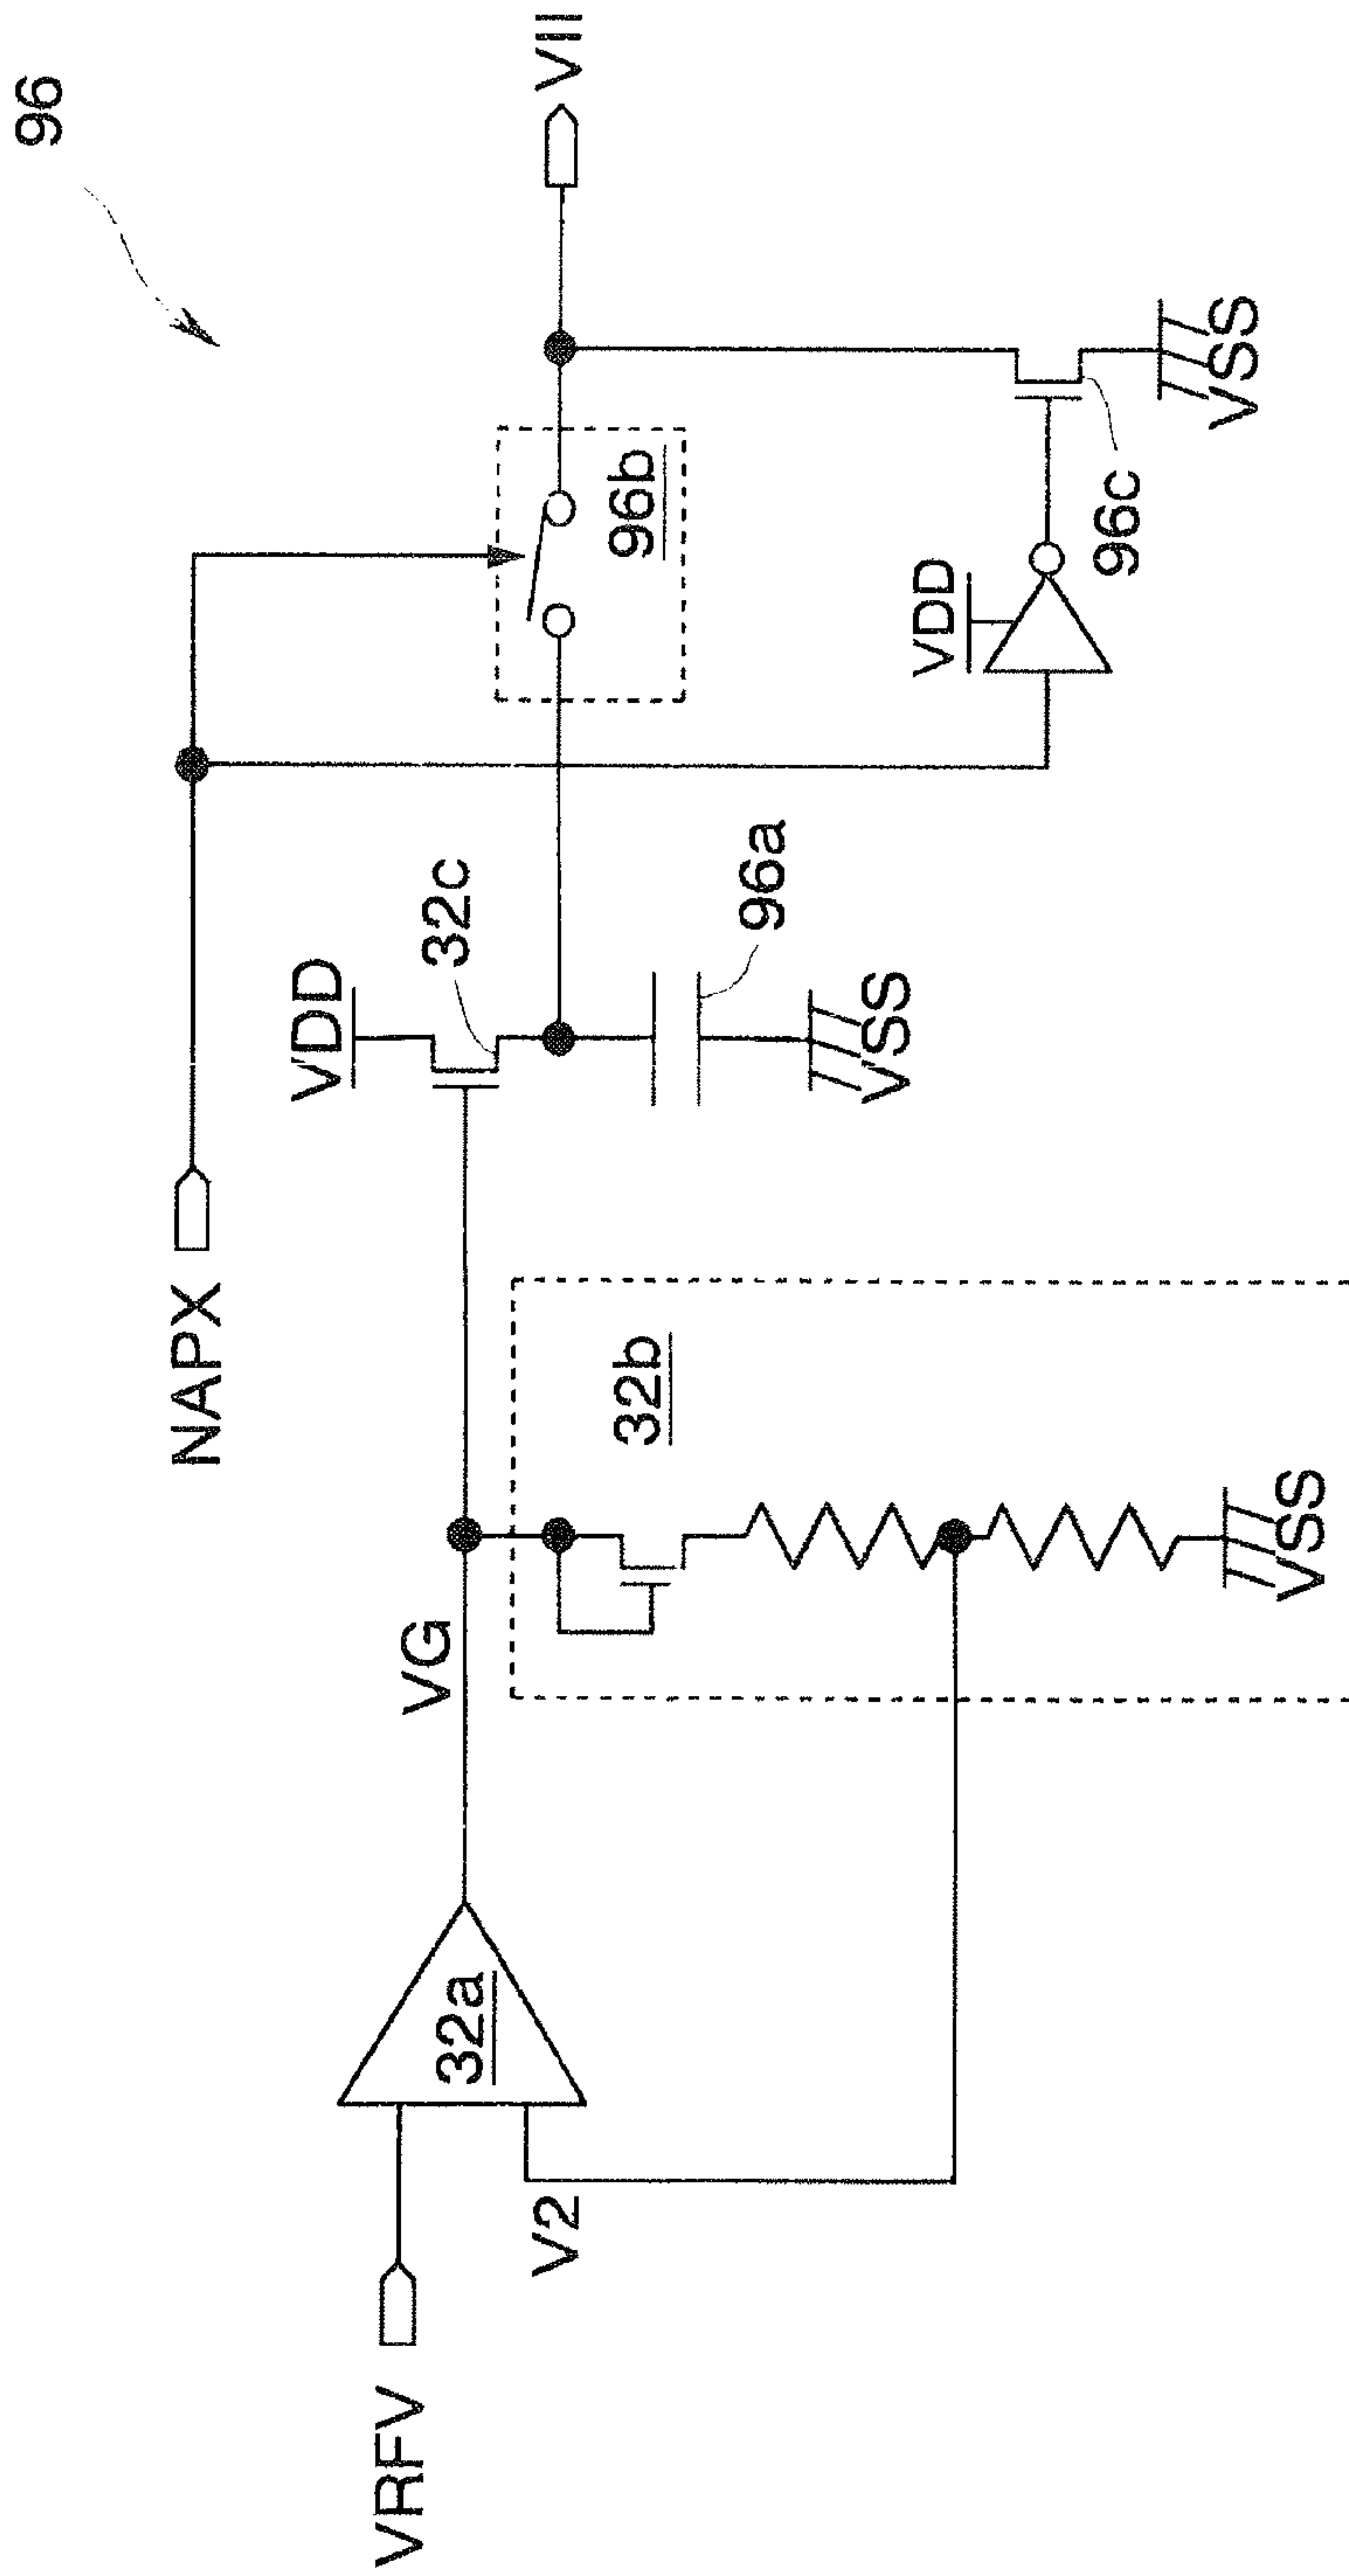 96
NAPX
VDD
32c
VII
96b
VG
32a
VRFV
V2
32b
96a
VSS
VDD
96c
VSS
VSS